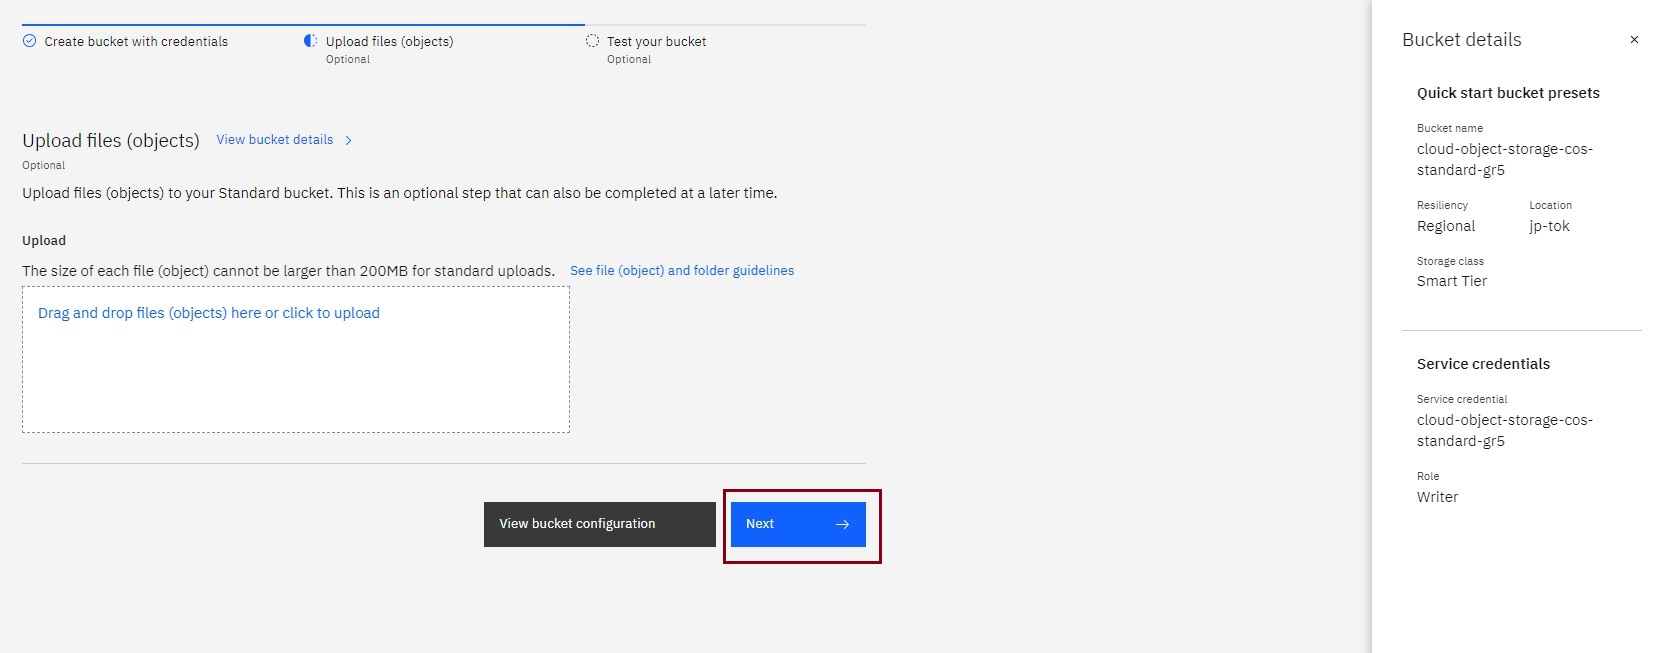 Create bucket with credentials
Upload files (objects)
Optional
Test your bucket
Optional
Upload files (objects)
View bucket details
Optional
Upload files (objects) to your Standard bucket. This is an optional step that can also be completed at a later time.
Upload
The size of each file (object) cannot be larger than 200MB for standard uploads.
See file (object) and folder guidelines
Drag and drop files (objects) here or click to upload
View bucket configuration
Next
Bucket details
Quick start bucket presets
Bucket name
cloud-object-storage-cos-
standard-gr5
Resiliency
Regional
Location
jp-tok
Storage class
Smart Tier
Service credentials
Service credential
cloud-object-storage-cos-
standard-gr5
Role
Writer